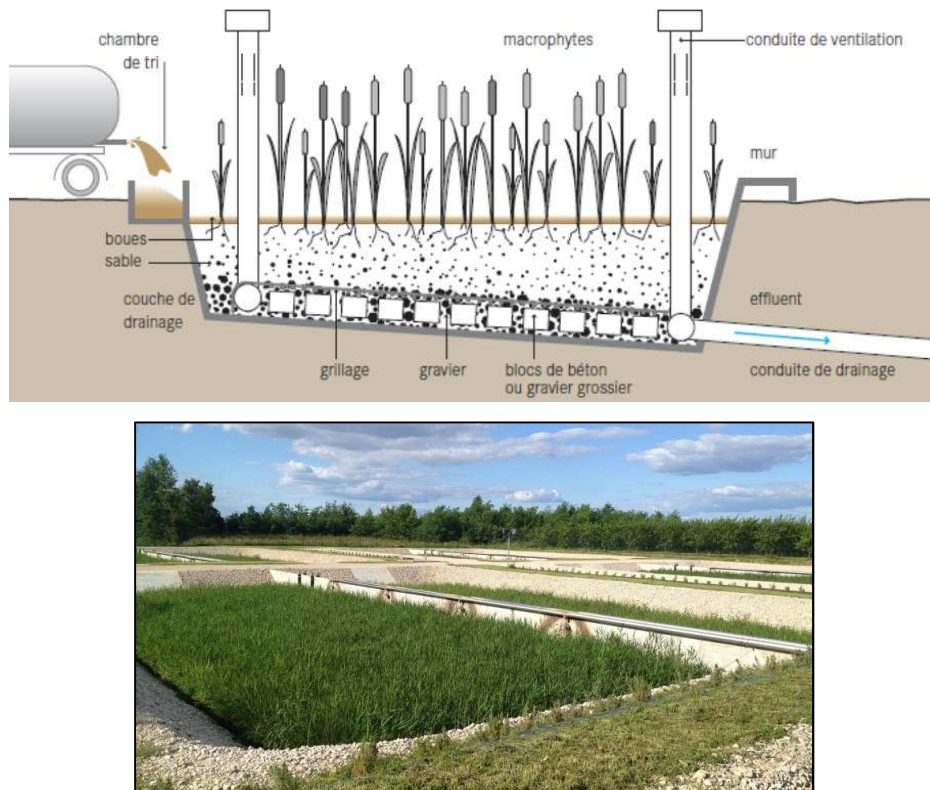 chambre
de tri
macrophytes
conduite de ventilation
mur
boues
sable
couche de
drainage
effluent
grillage
gravier
blocs de béton
ou gravier grossier
conduite de drainage